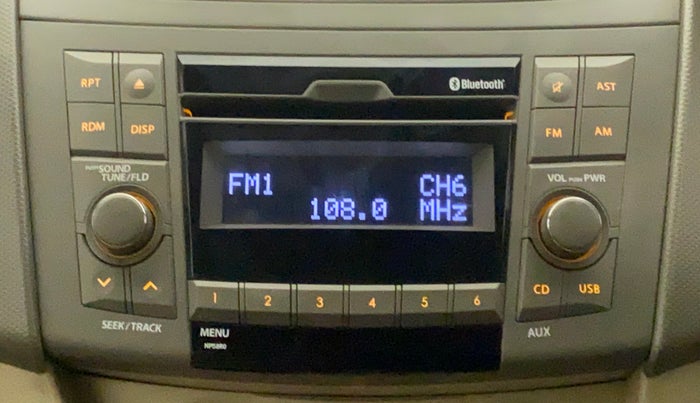 RPT
RDM
DISP
PUSH SOUND
TUNE/FLD
SEEK/TRACK
Bluetooth
FM1 CH6
108.0 MHz
1 2 3 4 5 6
MENU
AST
FM
AM
VOL PUSH PWR
CD
USB
AUX